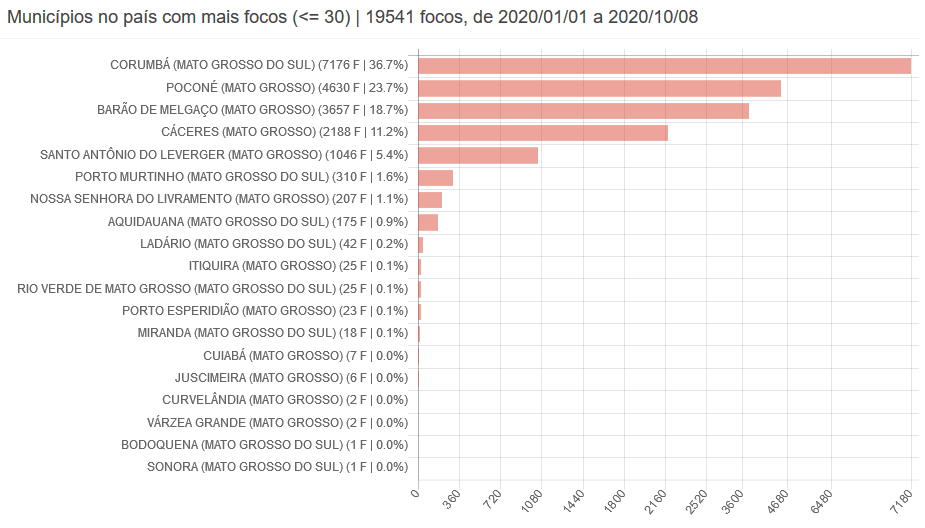 Municípios no país com mais focos (<= 30) | 19541 focos, de 2020/01/01 a 2020/10/08
CORUMBÁ (MATO GROSSO DO SUL) (7176 F | 36.7%)
POCONÉ (MATO GROSSO) (4630 F | 23.7%)
BARÃO DE MELGAÇO (MATO GROSSO) (3657 F | 18.7%)
CÁCERES (MATO GROSSO) (2188 F | 11.2%)
SANTO ANTÔNIO DO LEVERGER (MATO GROSSO) (1046 F | 5.4%)
PORTO MURTINHO (MATO GROSSO DO SUL) (310 F | 1.6%)
NOSSA SENHORA DO LIVRAMENTO (MATO GROSSO) (207 F | 1.1%)
AQUIDAUANA (MATO GROSSO DO SUL) (175 F | 0.9%)
LADÁRIO (MATO GROSSO DO SUL) (42 F | 0.2%)
ITIQUIRA (MATO GROSSO) (25 F | 0.1%)
RIO VERDE DE MATO GROSSO (MATO GROSSO DO SUL) (25 F | 0.1%)
PORTO ESPERIDIÃO (MATO GROSSO) (23 F | 0.1%)
MIRANDA (MATO GROSSO DO SUL) (18 F | 0.1%)
CUIABÁ (MATO GROSSO) (7 F | 0.0%)
JUSCIMEIRA (MATO GROSSO) (6 F | 0.0%)
CURVELÂNDIA (MATO GROSSO) (2 F | 0.0%)
VÁRZEA GRANDE (MATO GROSSO) (2 F | 0.0%)
BODOQUENA (MATO GROSSO DO SUL) (1 F | 0.0%)
SONORA (MATO GROSSO DO SUL) (1 F | 0.0%)
0 360 720 1080 1440 1800 2160 2520 3600 4680 6480 7180